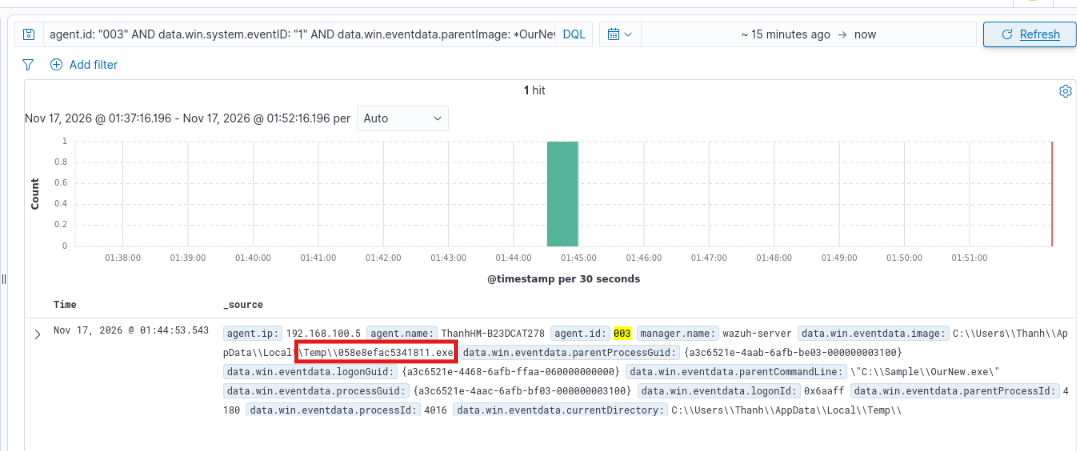 agent.id: "003" AND data.win.system.eventID: "1" AND data.win.eventdata.parentImage: *OurNe DQL ~ 15 minutes ago → now Refresh
Add filter
1 hit
Nov 17, 2026 @ 01:37:16.196 - Nov 17, 2026 @ 01:52:16.196 per Auto
Count
1
0.8
0.6
0.4
0.2
0
01:38:00 01:39:00 01:40:00 01:41:00 01:42:00 01:43:00 01:44:00 01:45:00 01:46:00 01:47:00 01:48:00 01:49:00 01:50:00 01:51:00
@timestamp per 30 seconds
Time _source
Nov 17, 2026 @ 01:44:53.543 agent.ip: 192.168.100.5 agent.name: ThanhHM-B23DCAT278 agent.id: 003 manager.name: wazuh-server data.win.eventdata.image: C:\\Users\\Thanh\\Ap
pData\\Local\\Temp\\058e8efac5341811.exe data.win.eventdata.parentProcessGuid: {a3c6521e-4aab-6afb-be03-000000003100}
data.win.eventdata.logonGuid: {a3c6521e-4468-6afb-ffaa-060000000000} data.win.eventdata.parentCommandLine: \"C:\\Sample\\OurNew.exe\"
data.win.eventdata.processGuid: {a3c6521e-4aac-6afb-bf03-000000003100} data.win.eventdata.logonId: 0x6aaff data.win.eventdata.parentProcessId: 4
180 data.win.eventdata.processId: 4016 data.win.eventdata.currentDirectory: C:\\Users\\Thanh\\AppData\\Local\\Temp\\